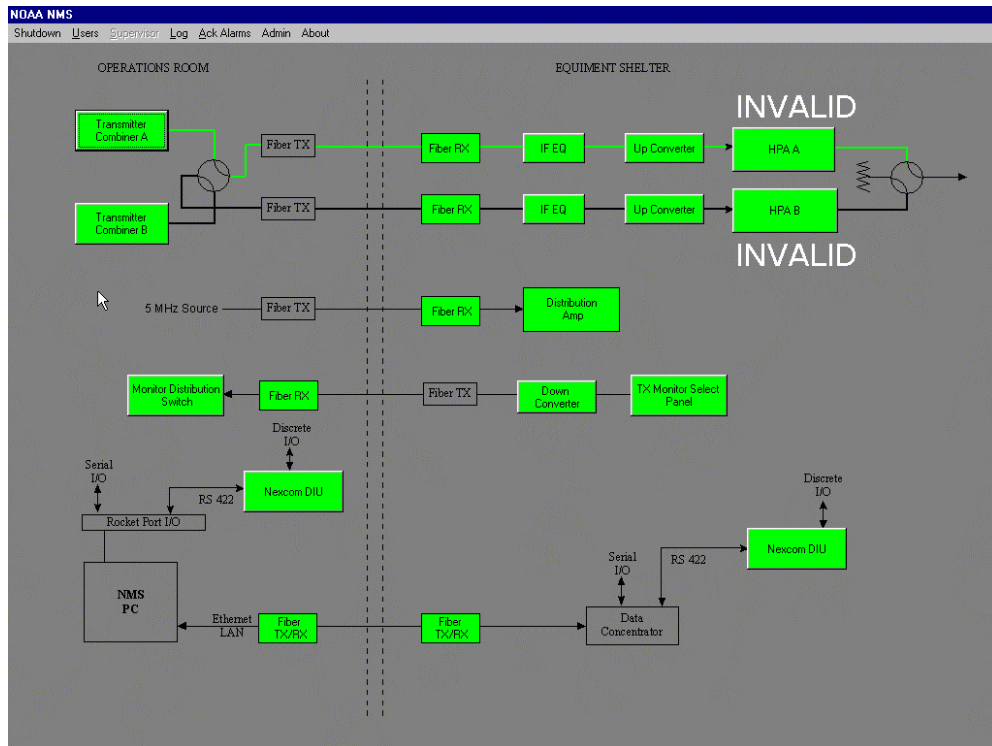 NOAA NMS
Shutdown Users Supervisor Log Ack Alarms Admin About
OPERATIONS ROOM
EQUIMENT SHELTER
INVALID
Transmitter
Combiner A
Fiber TX
Fiber RX
IF EQ
Up Converter
HPA A
Transmitter
Combiner B
Fiber TX
Fiber RX
IF EQ
Up Converter
HPA B
INVALID
5 MHz Source
Fiber TX
Fiber RX
Distribution
Amp
Monitor Distribution
Switch
Fiber RX
Fiber TX
Down
Converter
TX Monitor Select
Panel
Discrete
I/O
Serial
I/O
RS 422
Nexcom DIU
Rocket Port I/O
NMS
PC
Ethernet
LAN
Fiber
TX/RX
Fiber
TX/RX
Serial
I/O
RS 422
Data
Concentrator
Discrete
I/O
Nexcom DIU